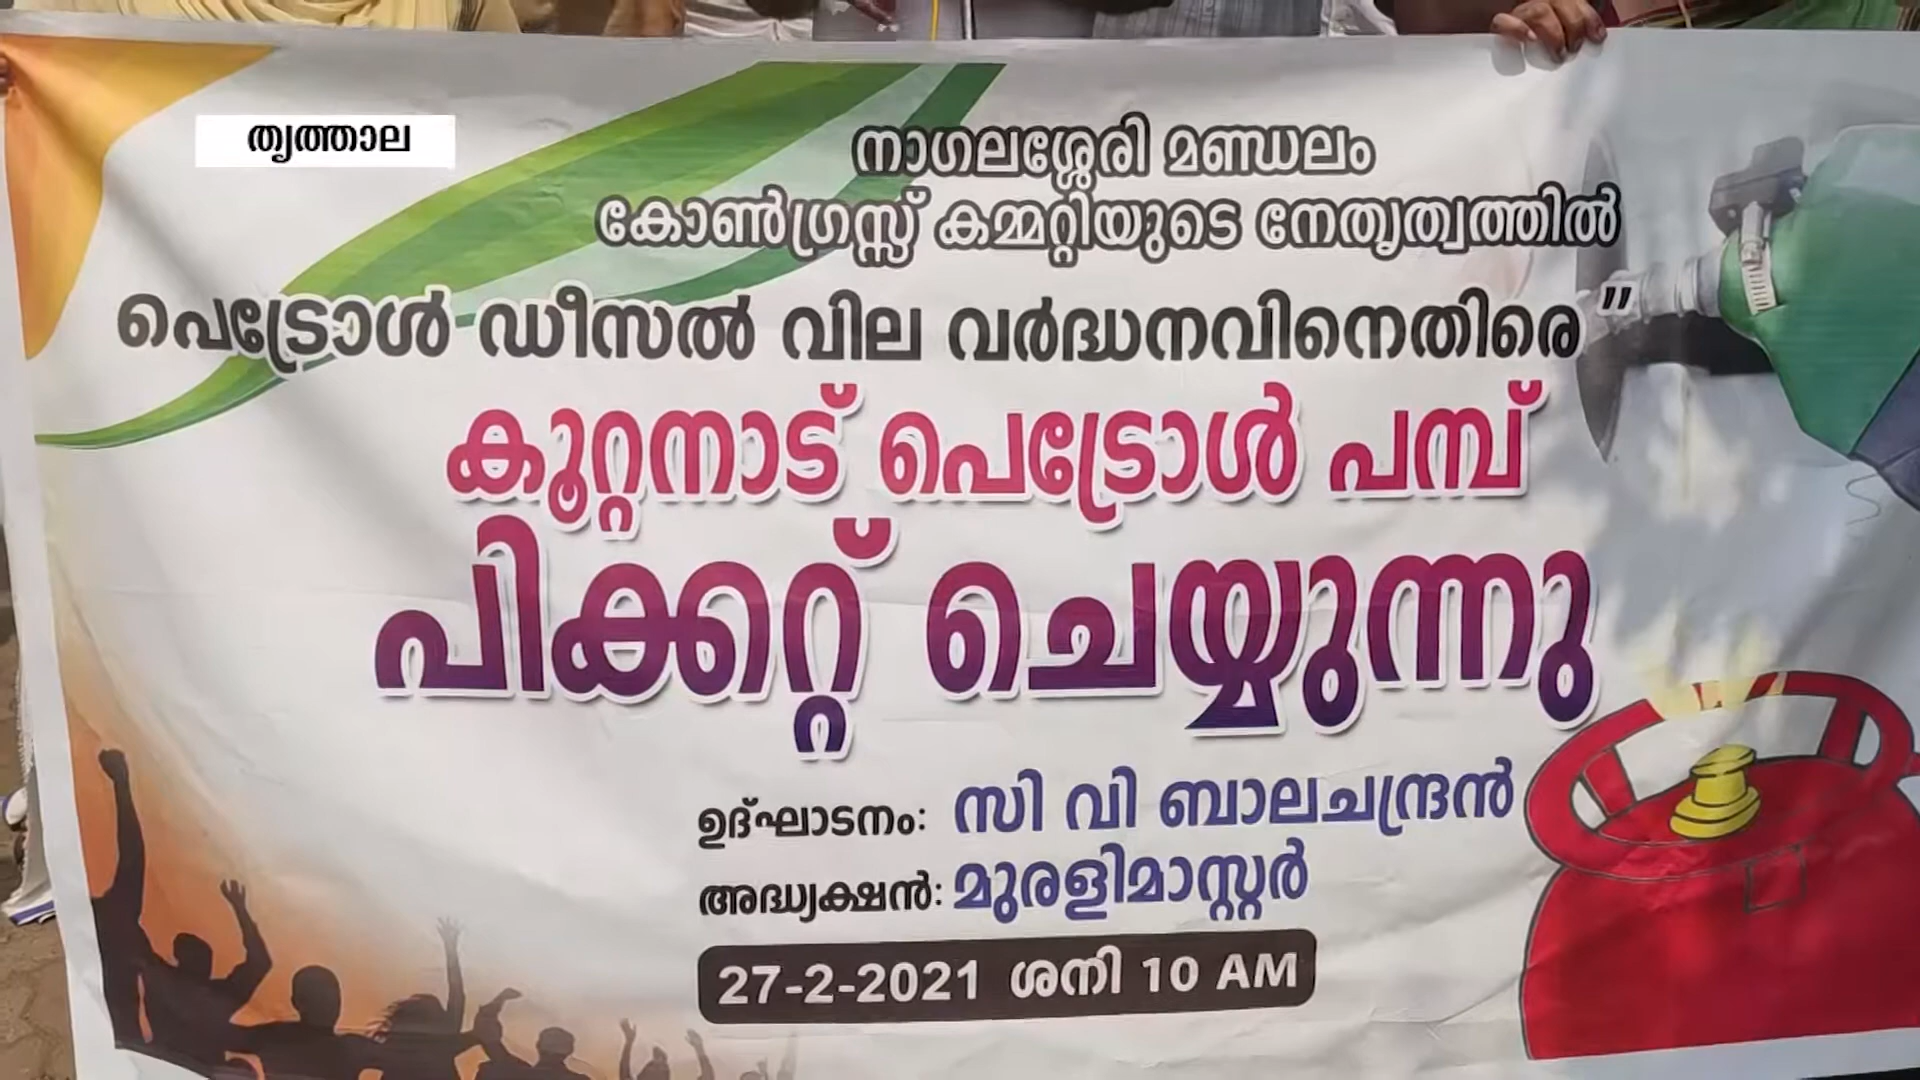 തൃത്താല
നാഗലശ്ശേരി മണ്ഡലം
കോൺഗ്രസ്സ് കമ്മറ്റിയുടെ നേതൃത്വത്തിൽ
പെട്രോൾ-ഡീസൽ വില വർദ്ധനവിനെതിരെ ”
കൂറ്റനാട് പെട്രോൾ പമ്പ്
പിക്കറ്റ് ചെയ്യുന്നു
ഉദ്ഘാടനം: സി വി ബാലചന്ദ്രൻ
അദ്ധ്യക്ഷൻ: മുരളിമാസ്റ്റർ
27-2-2021 ശനി 10 AM